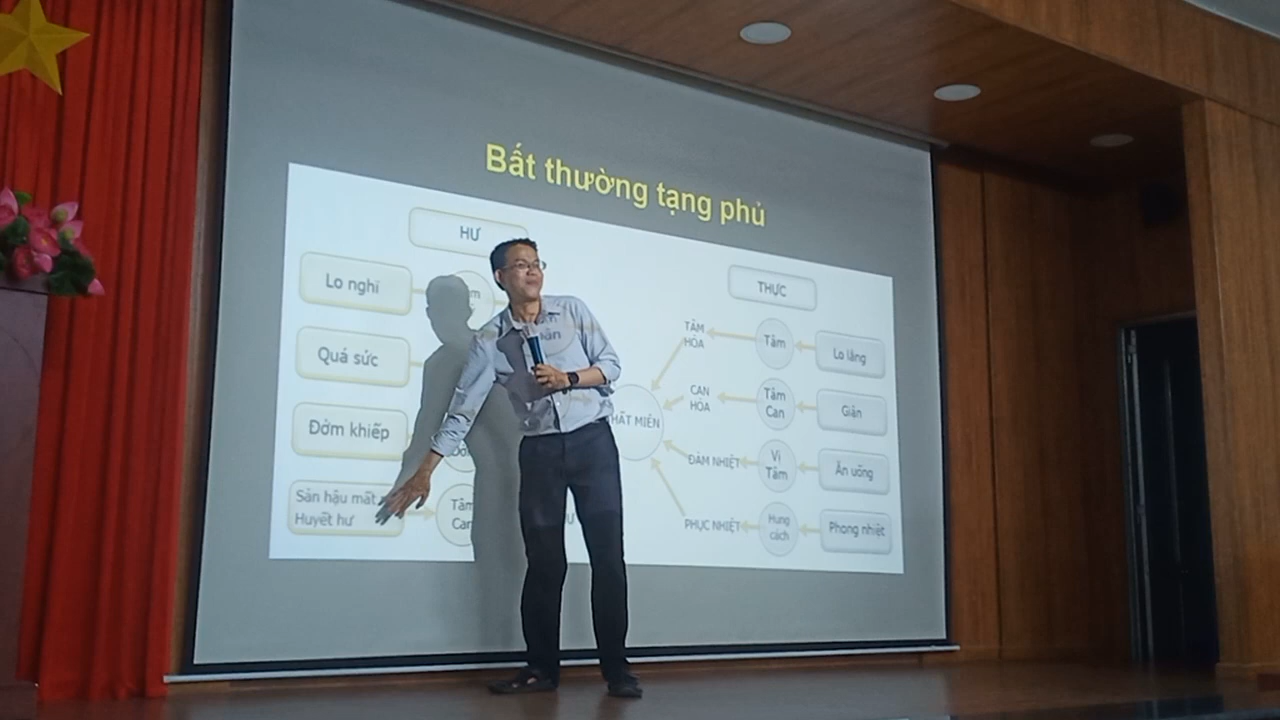 Bất thường tạng phủ
HƯ
Lo nghĩ
Quá sức
Đởm khiếp
Sản hậu mất
Huyết hư
Tâm
Can
THỰC
TÂM
HỎA
Tâm
Lo lắng
CAN
HỎA
Tâm
Can
Giận
MIÊN
ĐÀM NHIỆT
Vị
Tâm
Ăn uống
PHỤC NHIỆT
Hung
cách
Phong nhiệt